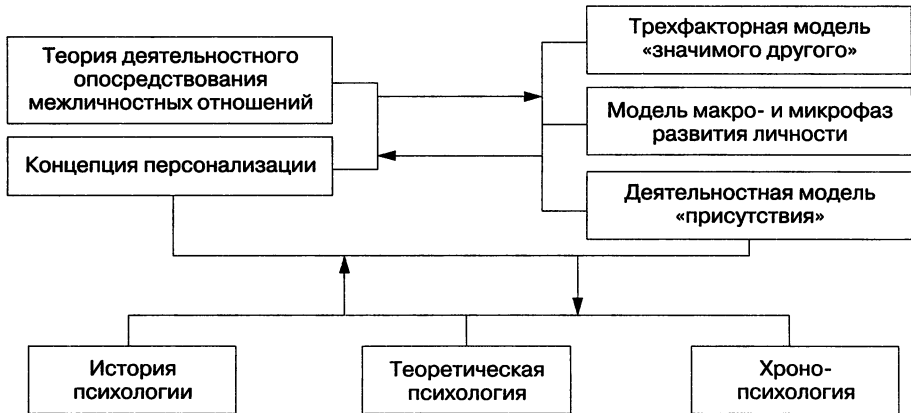 Теория деятельностного
опосредствования
межличностных отношений
Концепция персонализации
Трехфакторная модель
«значимого другого»
Модель макро- и микрофаз
развития личности
Деятельностная модель
«присутствия»
История
психологии
Теоретическая
психология
Хроно-
психология